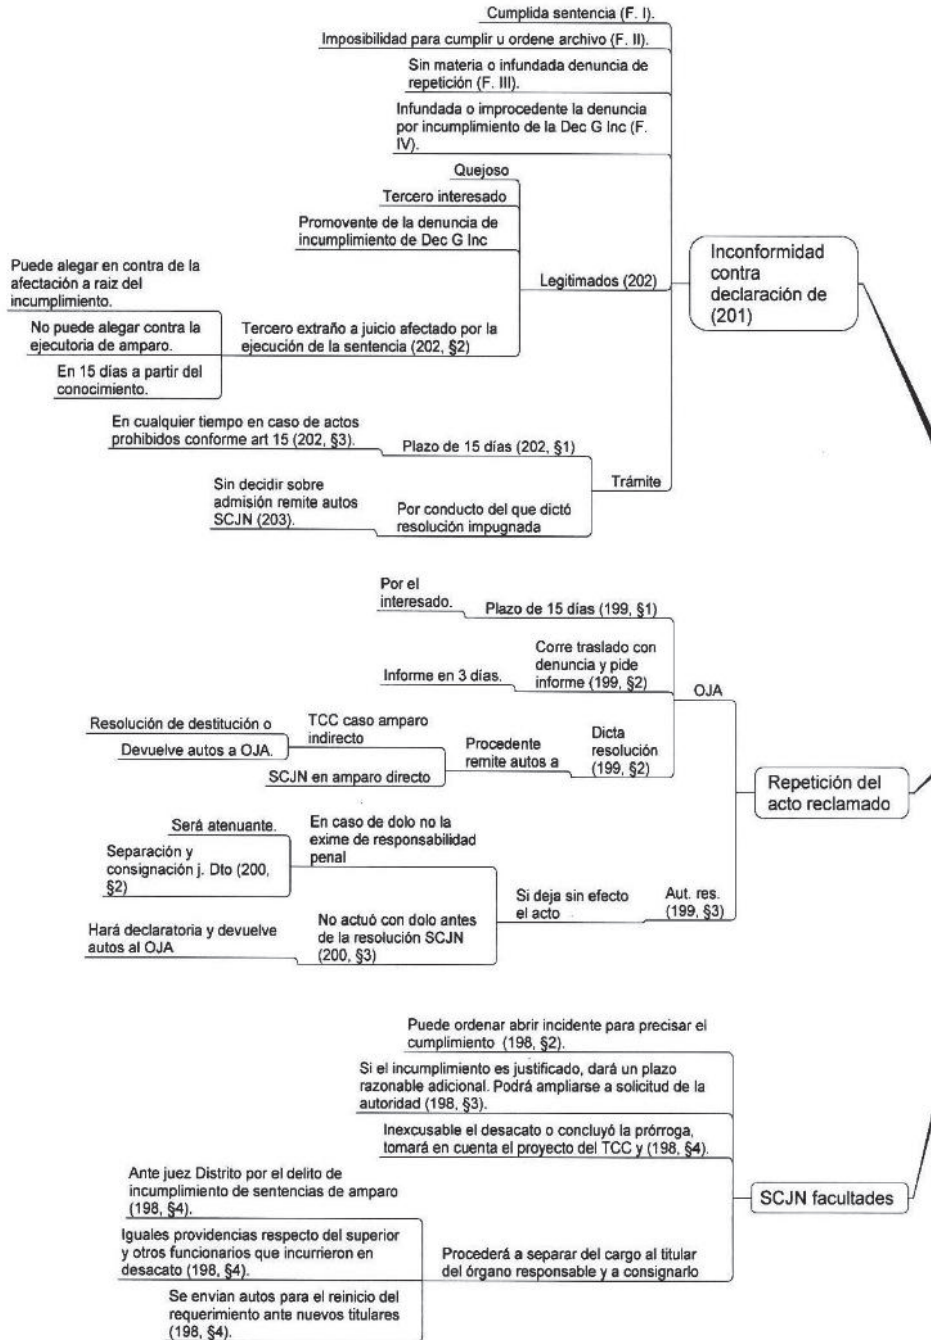 Cumplida sentencia (F. I).
Imposibilidad para cumplir u ordene archivo (F. II).
Sin materia o infundada denuncia de
repetición (F. III).
Infundada o improcedente la denuncia
por incumplimiento de la Dec G Inc (F.
IV).
Quejoso
Tercero interesado
Promovente de la denuncia de
incumplimiento de Dec G Inc
Puede alegar en contra de la
afectación a raiz del
incumplimiento.
No puede alegar contra la
ejecutoria de amparo.
En 15 días a partir del
conocimiento.
Tercero extraño a juicio afectado por la
ejecución de la sentencia (202, §2)
Legitimados (202)
En cualquier tiempo en caso de actos
prohibidos conforme art 15 (202, §3).
Plazo de 15 días (202, §1)
Sin decidir sobre
admisión remite autos
SCJN (203).
Por conducto del que dictó
resolución impugnada
Trámite
Inconformidad
contra
declaración de
(201)
Por el
interesado.
Plazo de 15 días (199, §1)
Informe en 3 días.
Corre traslado con
denuncia y pide
informe (199, §2)
OJA
Resolución de destitución o
Devuelve autos a OJA.
TCC caso amparo
indirecto
SCJN en amparo directo
Procedente
remite autos a
Dicta
resolución
(199, §2)
Repetición del
acto reclamado
Será atenuante.
Separación y
consignación j. Dto (200,
§2)
En caso de dolo no la
exime de responsabilidad
penal
Hará declaratoria y devuelve
autos al OJA
No actuó con dolo antes
de la resolución SCJN
(200, §3)
Si deja sin efecto
el acto
Aut. res.
(199, §3)
Puede ordenar abrir incidente para precisar el
cumplimiento (198, §2).
Si el incumplimiento es justificado, dará un plazo
razonable adicional. Podrá ampliarse a solicitud de la
autoridad (198, §3).
Inexcusable el desacato o concluyó la prórroga,
tomará en cuenta el proyecto del TCC y (198, §4).
Ante juez Distrito por el delito de
incumplimiento de sentencias de amparo
(198, §4).
Iguales providencias respecto del superior
y otros funcionarios que incurrieron en
desacato (198, §4).
Se envian autos para el reinicio del
requerimiento ante nuevos titulares
(198, §4).
Procederá a separar del cargo al titular
del órgano responsable y a consignarlo
SCJN facultades